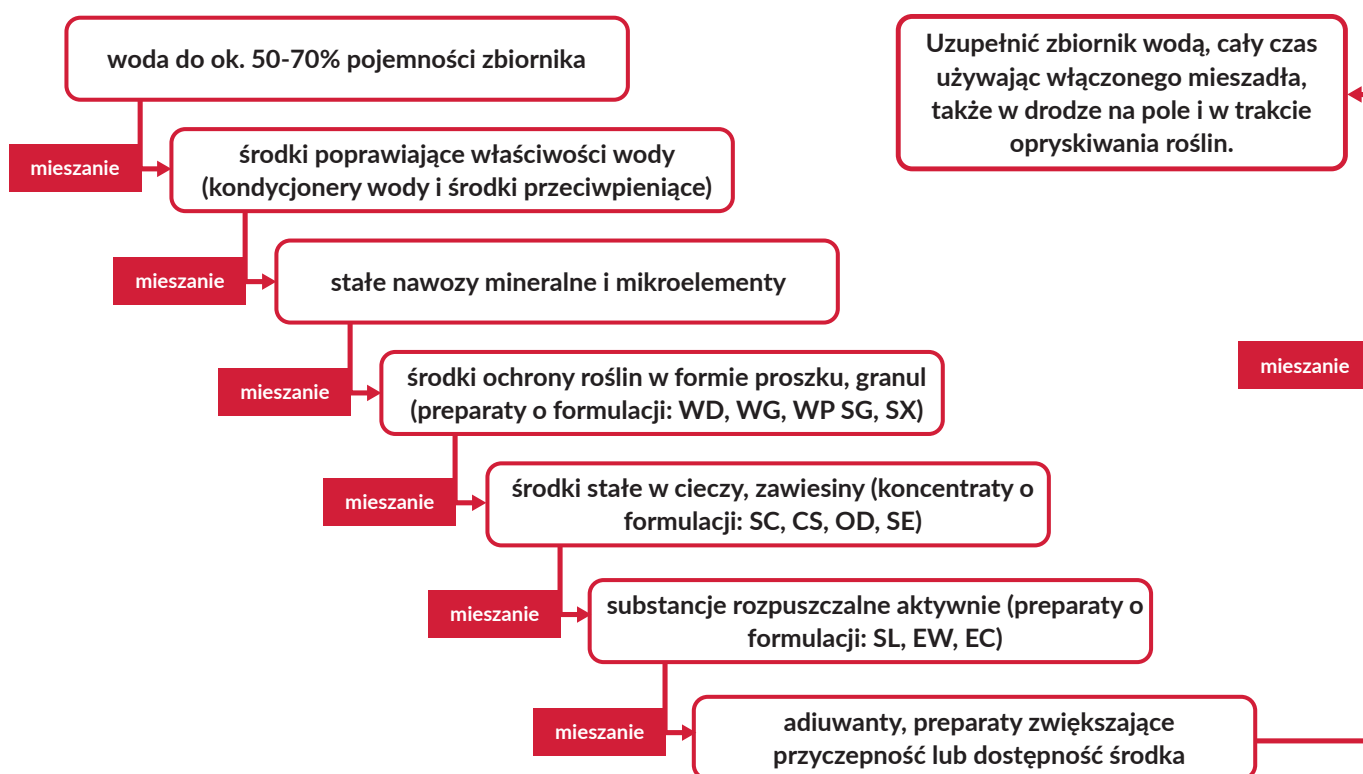 woda do ok. 50-70% pojemności zbiornika
mieszanie
środki poprawiające właściwości wody
(kondycjonery wody i środki przeciwpieniące)
mieszanie
stałe nawozy mineralne i mikroelementy
mieszanie
środki ochrony roślin w formie proszku, granul
(preparaty o formulacji: WD, WG, WP SG, SX)
mieszanie
środki stałe w cieczy, zawiesiny (koncentraty o
formulacji: SC, CS, OD, SE)
mieszanie
substancje rozpuszczalne aktywnie (preparaty o
formulacji: SL, EW, EC)
mieszanie
adiuwanty, preparaty zwiększające
przyczepność lub dostępność środka
mieszanie
Uzupełnić zbiornik wodą, cały czas
używając włączonego mieszadła,
także w drodze na pole i w trakcie
opryskiwania roślin.